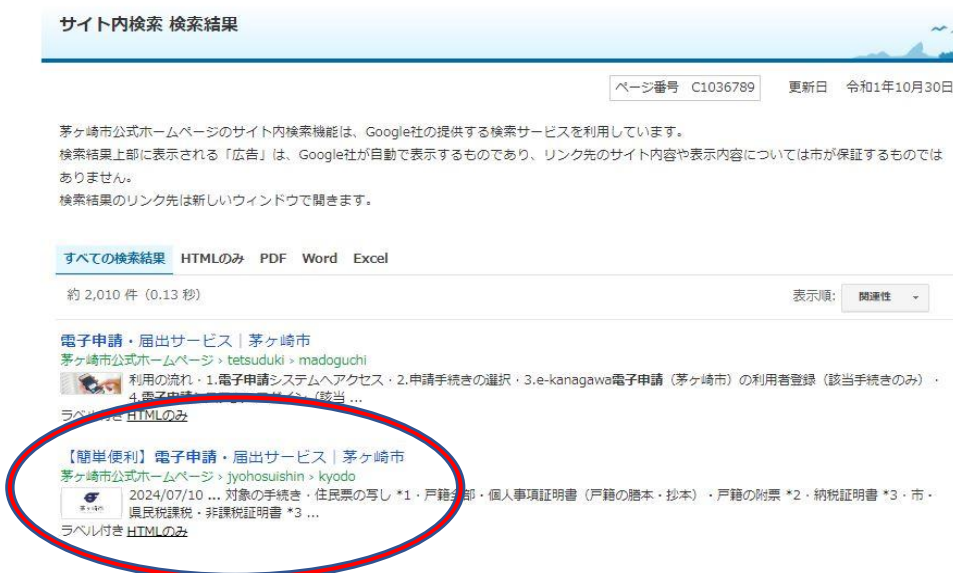 サイト内検索 検索結果
ページ番号 C1036789 更新日 令和1年10月30日
茅ヶ崎市公式ホームページのサイト内検索機能は、Google社の提供する検索サービスを利用しています。
検索結果上部に表示される「広告」は、Google社が自動で表示するものであり、リンク先のサイト内容や表示内容については市が保証するものでは
ありません。
検索結果のリンク先は新しいウィンドウで開きます。
すべての検索結果 HTMLのみ PDF Word Excel
約 2,010 件 (0.13 秒)
表示順: 関連性
電子申請・届出サービス｜茅ヶ崎市
茅ヶ崎市公式ホームページ › tetsuduki › madoguchi
利用の流れ・1.電子申請システムへアクセス・2.申請手続きの選択・3.e-kanagawa電子申請（茅ヶ崎市）の利用者登録（該当手続きのみ）・
4.電子申請 (該当 ...
ラベル付き HTMLのみ
【簡単便利】電子申請・届出サービス｜茅ヶ崎市
茅ヶ崎市公式ホームページ › jyohosuishin › kyodo
2024/07/10 ... 対象の手続き・住民票の写し *1・戸籍全部・個人事項証明書（戸籍の謄本・抄本）・戸籍の附票 *2・納税証明書 *3・市・
県民税課税・非課税証明書 *3 ...
ラベル付き HTMLのみ